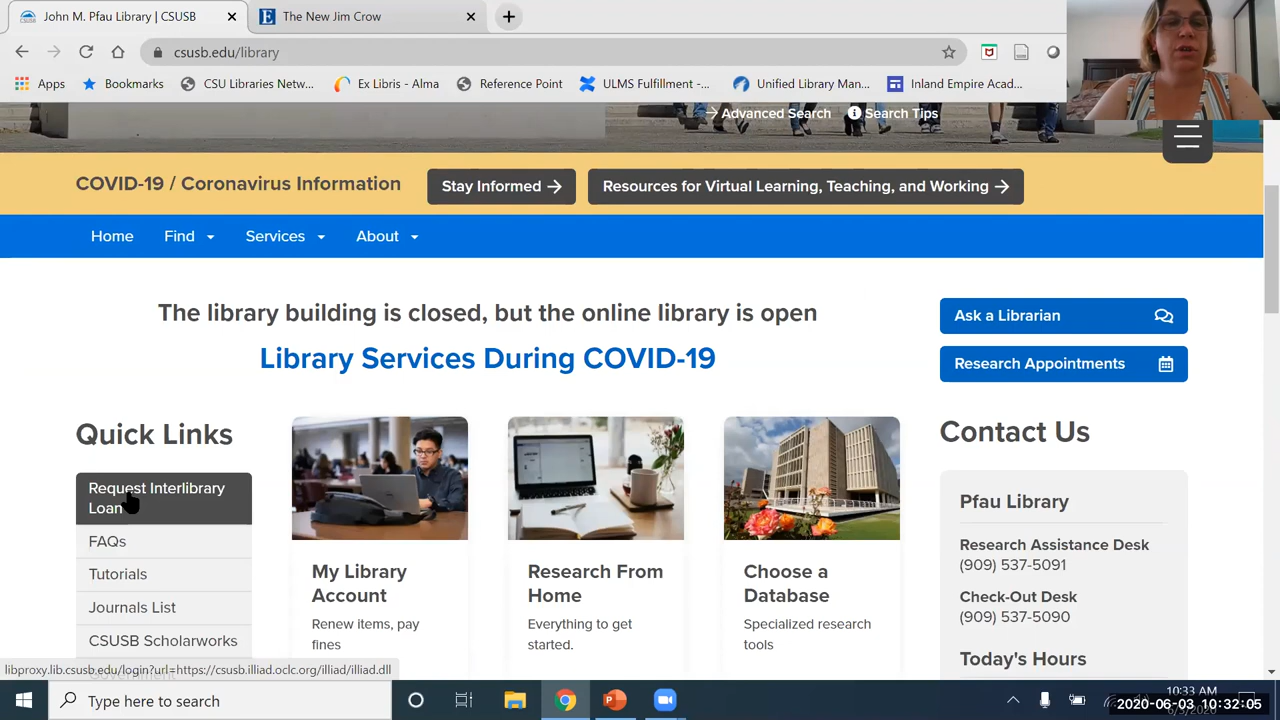 John M. Pfau Library | CSUSB
The New Jim Crow
csusb.edu/library
Apps
Bookmarks
CSU Libraries Netw...
Ex Libris - Alma
Reference Point
ULMS Fulfillment -...
Unified Library Man...
Inland Empire Acad...
Advanced Search
Search Tips
COVID-19 / Coronavirus Information
Stay Informed
Resources for Virtual Learning, Teaching, and Working
Home
Find
Services
About
The library building is closed, but the online library is open
Library Services During COVID-19
Ask a Librarian
Research Appointments
Quick Links
Request Interlibrary
Loan
FAQs
Tutorials
Journals List
CSUSB Scholarworks
My Library
Account
Renew items, pay
fines
Research From
Home
Everything to get
started.
Choose a
Database
Specialized research
tools
Contact Us
Pfau Library
Research Assistance Desk
(909) 537-5091
Check-Out Desk
(909) 537-5090
Today's Hours
libproxy.lib.csusb.edu/login?url=https://csusb.illiad.oclc.org/illiad/illiad.dll
Type here to search
10:33 AM
2020-06-03 10:32:05